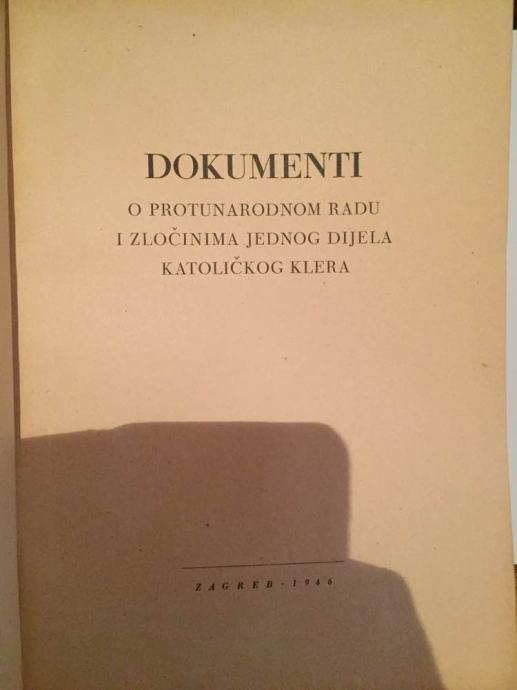 DOKUMENTI
O PROTUNARODNOM RADU
I ZLOČINIMA JEDNOG DIJELA
KATOLIČKOG KLERA
ZAGREB · 1946